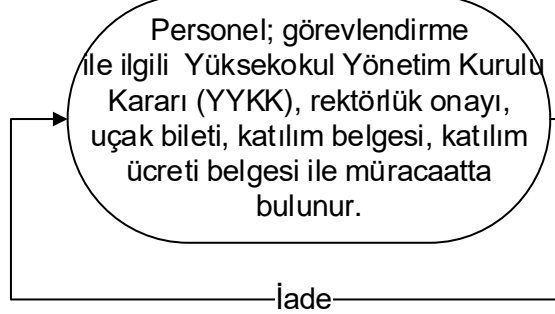 Personel; görevlendirme
ile ilgili  Yüksekokul Yönetim Kurulu
Kararı (YYKK), rektörlük onayı,
uçak bileti, katılım belgesi, katılım
ücreti belgesi ile müracaatta
bulunur.
İade